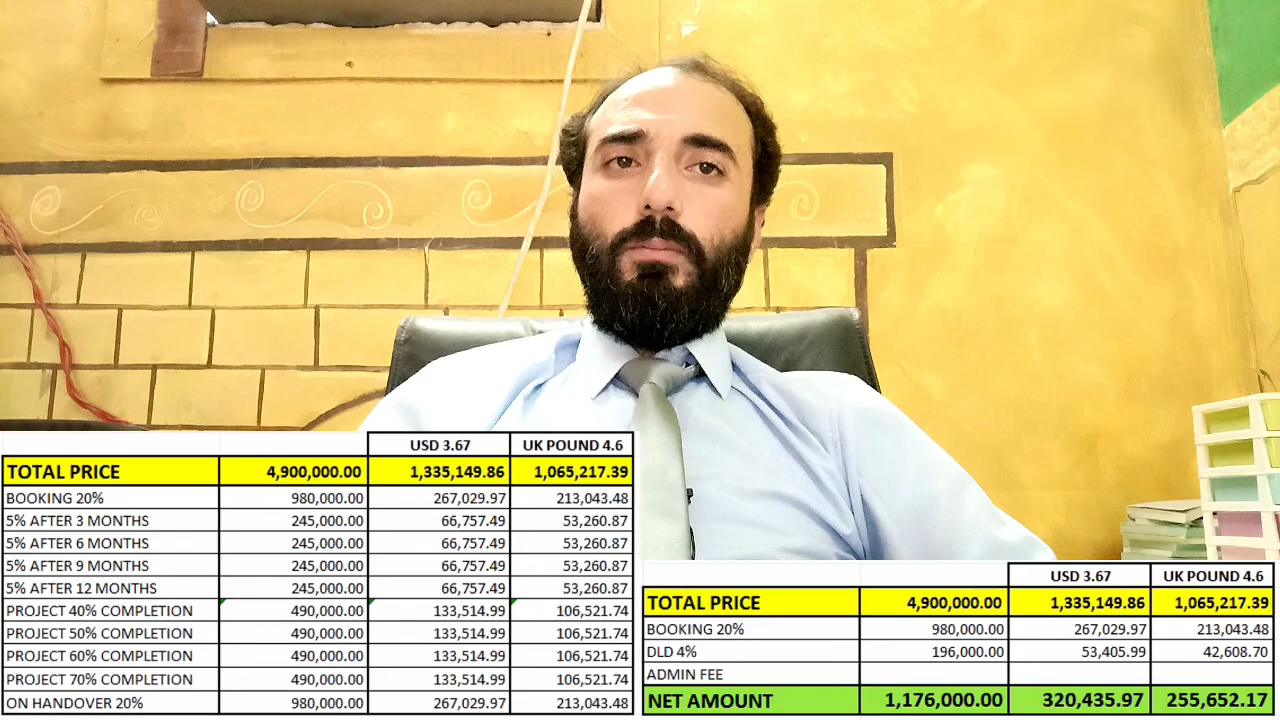 USD 3.67 UK POUND 4.6
TOTAL PRICE 4,900,000.00 1,335,149.86 1,065,217.39
BOOKING 20% 980,000.00 267,029.97 213,043.48
5% AFTER 3 MONTHS 245,000.00 66,757.49 53,260.87
5% AFTER 6 MONTHS 245,000.00 66,757.49 53,260.87
5% AFTER 9 MONTHS 245,000.00 66,757.49 53,260.87
5% AFTER 12 MONTHS 245,000.00 66,757.49 53,260.87
PROJECT 40% COMPLETION 490,000.00 133,514.99 106,521.74
PROJECT 50% COMPLETION 490,000.00 133,514.99 106,521.74
PROJECT 60% COMPLETION 490,000.00 133,514.99 106,521.74
PROJECT 70% COMPLETION 490,000.00 133,514.99 106,521.74
ON HANDOVER 20% 980,000.00 267,029.97 213,043.48
USD 3.67 UK POUND 4.6
TOTAL PRICE 4,900,000.00 1,335,149.86 1,065,217.39
BOOKING 20% 980,000.00 267,029.97 213,043.48
DLD 4% 196,000.00 53,405.99 42,608.70
ADMIN FEE
NET AMOUNT 1,176,000.00 320,435.97 255,652.17